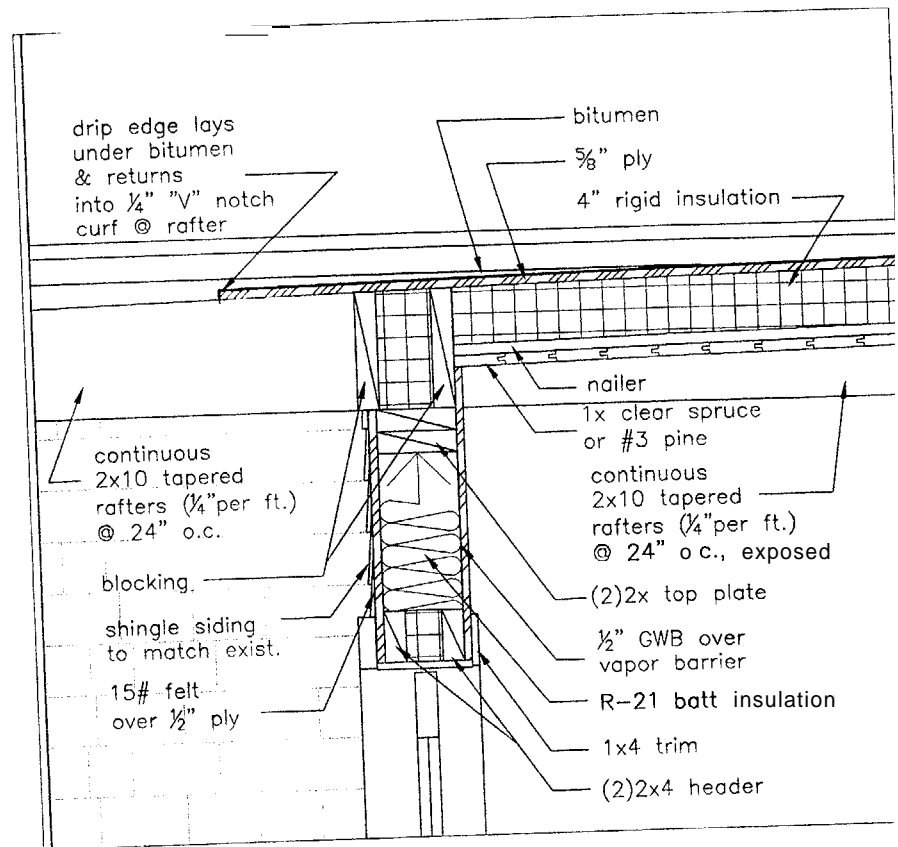 drip edge lays
under bitumen
& returns
into ¼" "V" notch
curf @ rafter
bitumen
⅝" ply
4" rigid insulation
nailer
1x clear spruce
or #3 pine
continuous
2x10 tapered
rafters (¼"per ft.)
@ 24" o.c.
blocking
shingle siding
to match exist.
15# felt
over ½" ply
continuous
2x10 tapered
rafters (¼"per ft.)
@ 24" o c., exposed
(2)2x top plate
½" GWB over
vapor barrier
R-21 batt insulation
1x4 trim
(2)2x4 header